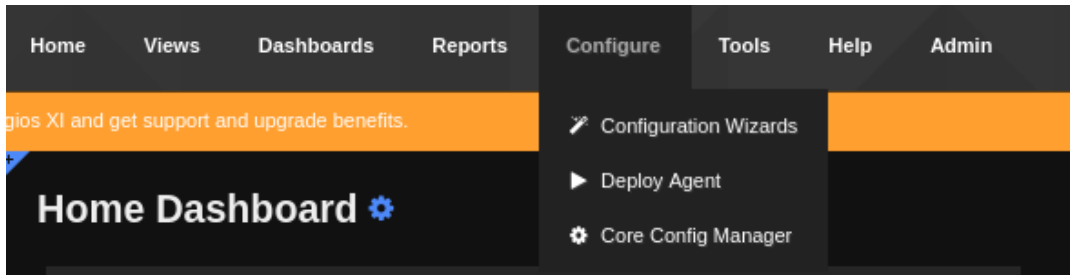 Home Views Dashboards Reports Configure Tools Help Admin
gios XI and get support and upgrade benefits.
Configuration Wizards
Deploy Agent
Home Dashboard
Core Config Manager